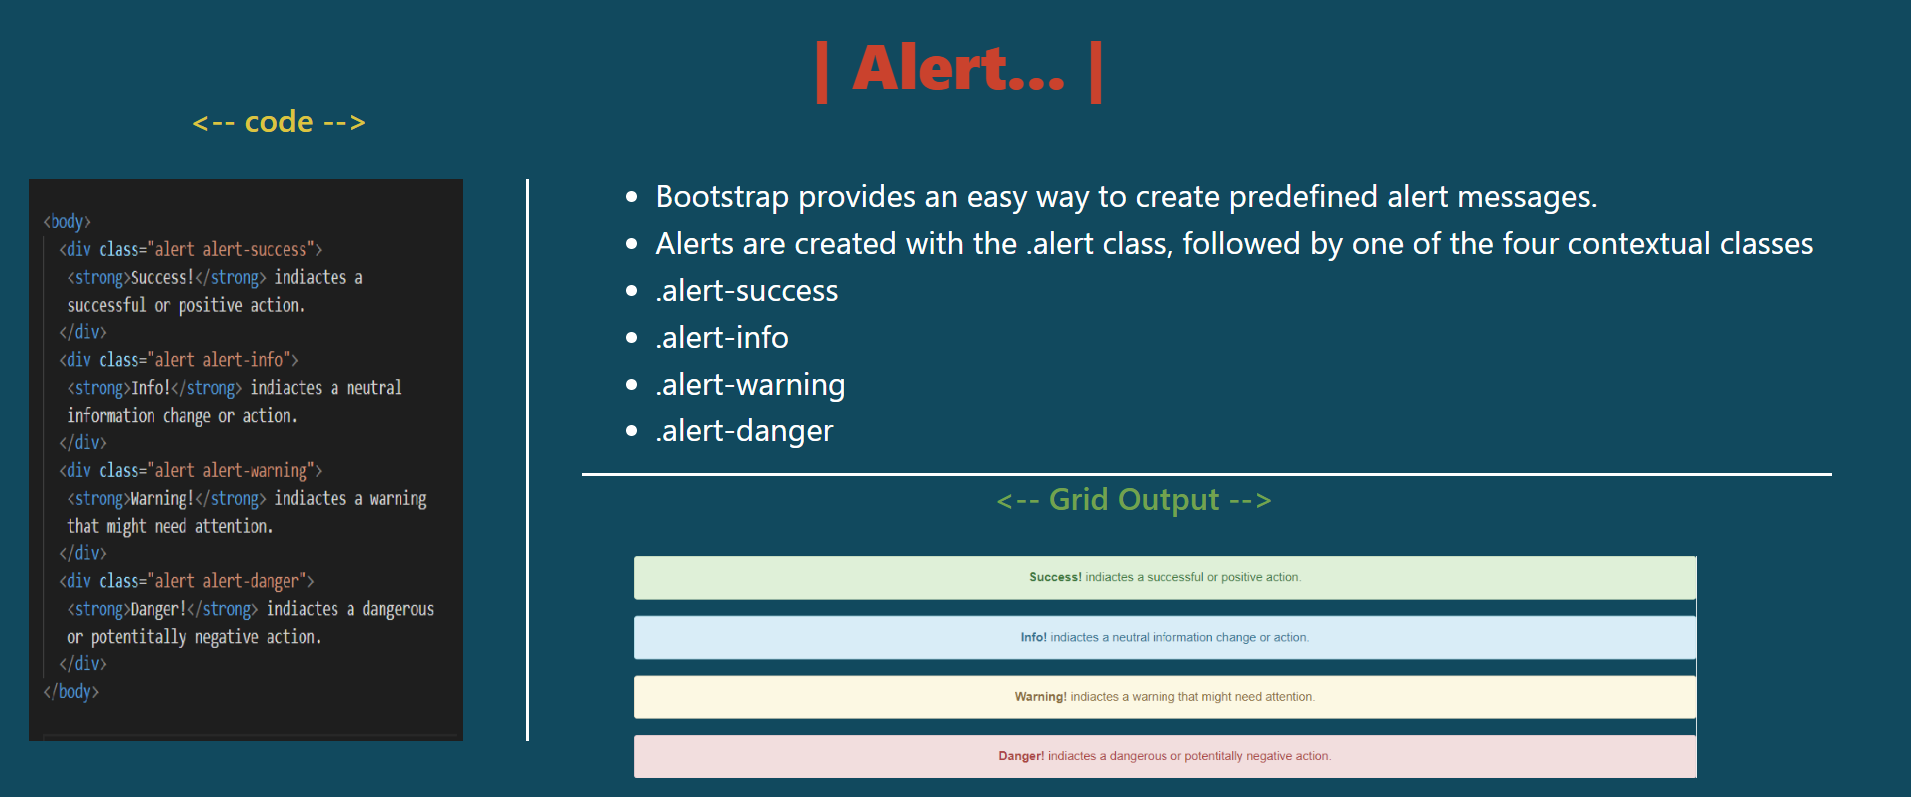 | Alert... |
<-- code -->
<body>
<div class="alert alert-success">
<strong>Success!</strong> indiactes a
successful or positive action.
</div>
<div class="alert alert-info">
<strong>Info!</strong> indiactes a neutral
information change or action.
</div>
<div class="alert alert-warning">
<strong>Warning!</strong> indiactes a warning
that might need attention.
</div>
<div class="alert alert-danger">
<strong>Danger!</strong> indiactes a dangerous
or potentitally negative action.
</div>
</body>
• Bootstrap provides an easy way to create predefined alert messages.
• Alerts are created with the .alert class, followed by one of the four contextual classes
• .alert-success
• .alert-info
• .alert-warning
• .alert-danger
<-- Grid Output -->
Success! indiactes a successful or positive action.
Info! indiactes a neutral information change or action.
Warning! indiactes a warning that might need attention.
Danger! indiactes a dangerous or potentitally negative action.